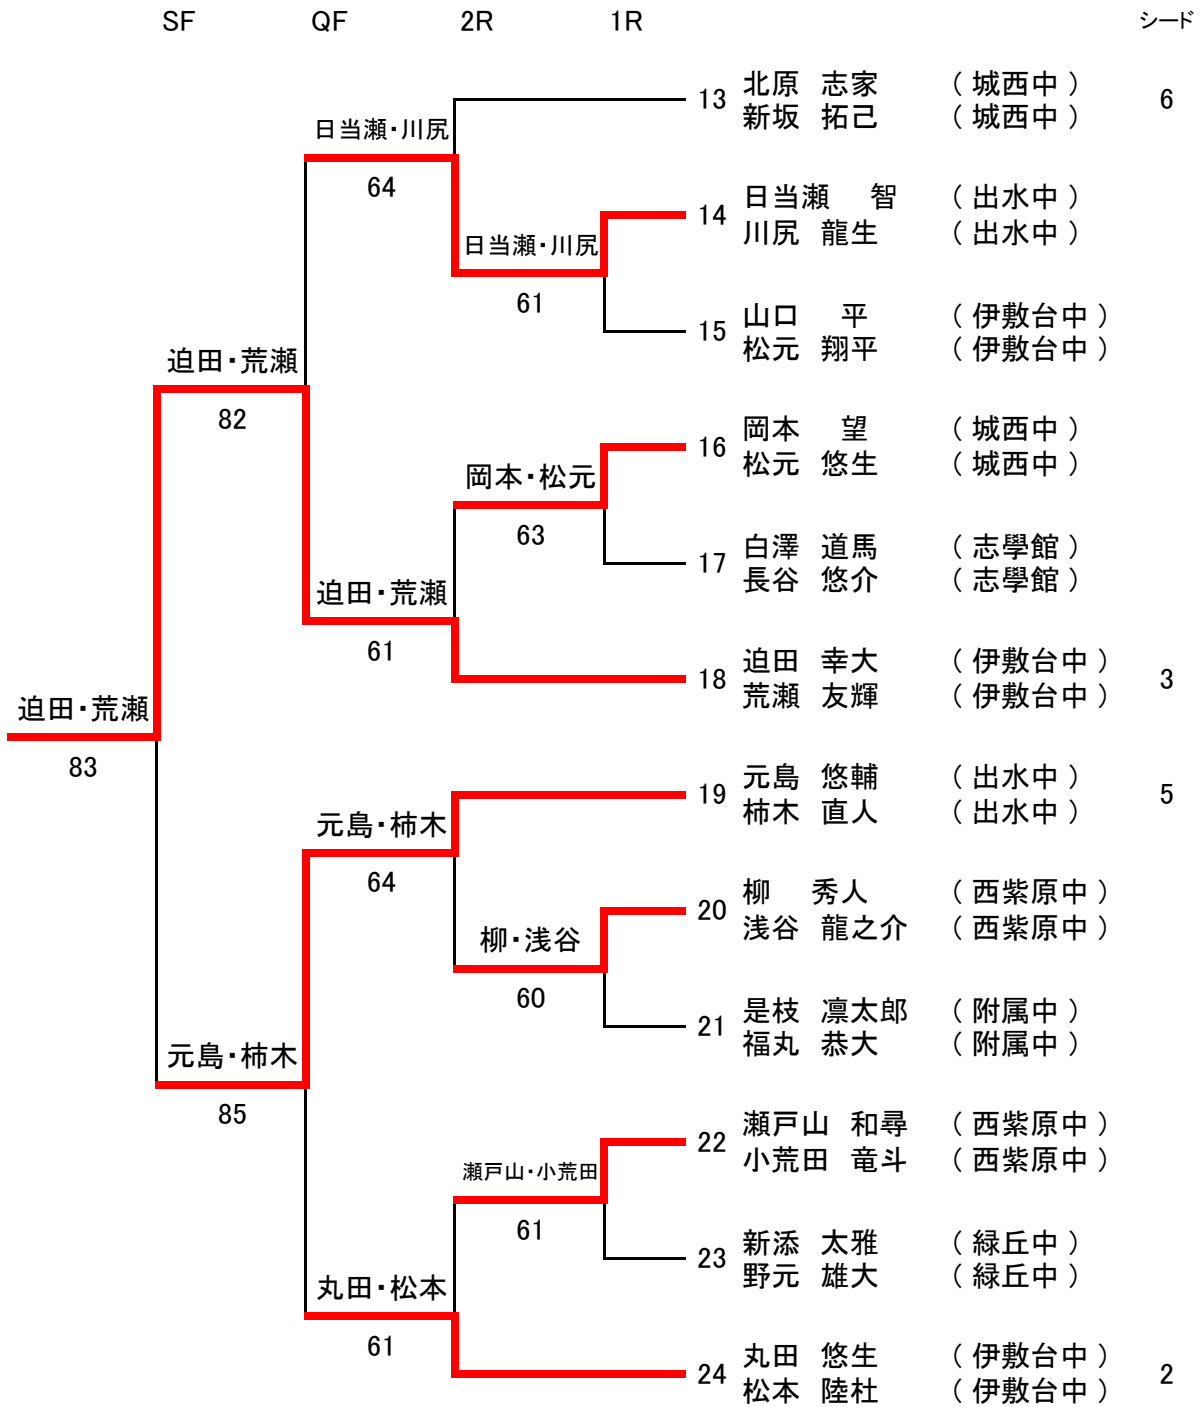 SF QF 2R 1R シード
北原 志家 ( 城西中 )
13 6
新坂 拓己 ( 城西中 )
日当瀬・川尻
64
日当瀬 智 ( 出水中 )
14
川尻 龍生 ( 出水中 )
日当瀬・川尻
61
山口 平 ( 伊敷台中 )
15
松元 翔平 ( 伊敷台中 )
迫田・荒瀬
82
岡本 望 ( 城西中 )
16
松元 悠生 ( 城西中 )
岡本・松元
63
白澤 道馬 ( 志學館 )
17
長谷 悠介 ( 志學館 )
迫田・荒瀬
61
迫田 幸大 ( 伊敷台中 )
18 3
荒瀬 友輝 ( 伊敷台中 )
迫田・荒瀬
83
元島 悠輔 ( 出水中 )
19 5
柿木 直人 ( 出水中 )
元島・柿木
64
柳 秀人 ( 西紫原中 )
20
浅谷 龍之介 ( 西紫原中 )
柳・浅谷
60
是枝 凛太郎 ( 附属中 )
21
福丸 恭大 ( 附属中 )
元島・柿木
85
瀬戸山 和尋 ( 西紫原中 )
22
小荒田 竜斗 ( 西紫原中 )
瀬戸山・小荒田
61
新添 太雅 ( 緑丘中 )
23
野元 雄大 ( 緑丘中 )
丸田・松本
61
丸田 悠生 ( 伊敷台中 )
24 2
松本 陸杜 ( 伊敷台中 )